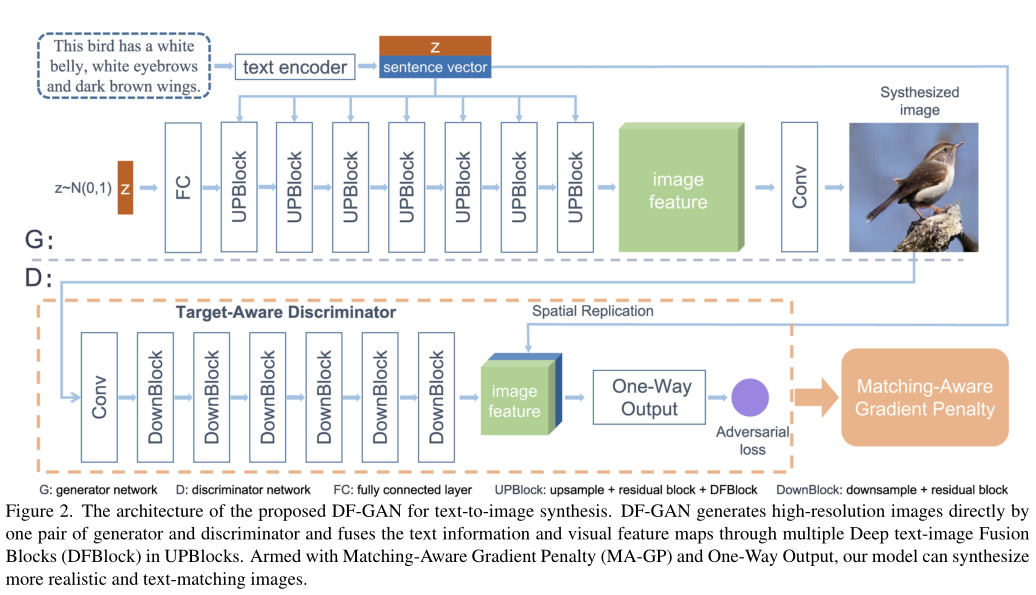 This bird has a white
belly, white eyebrows
and dark brown wings.
text encoder
z
sentence vector
Systhesized
image
z~N(0,1)
z
FC
UPBlock
UPBlock
UPBlock
UPBlock
UPBlock
UPBlock
UPBlock
image
feature
Conv
G:
D:
Target-Aware Discriminator
Spatial Replication
Conv
DownBlock
DownBlock
DownBlock
DownBlock
DownBlock
DownBlock
image
feature
One-Way
Output
Adversarial
loss
Matching-Aware
Gradient Penalty
G: generator network D: discriminator network FC: fully connected layer UPBlock: upsample + residual block + DFBlock DownBlock: downsample + residual block
Figure 2. The architecture of the proposed DF-GAN for text-to-image synthesis. DF-GAN generates high-resolution images directly by
one pair of generator and discriminator and fuses the text information and visual feature maps through multiple Deep text-image Fusion
Blocks (DFBlock) in UPBlocks. Armed with Matching-Aware Gradient Penalty (MA-GP) and One-Way Output, our model can synthesize
more realistic and text-matching images.